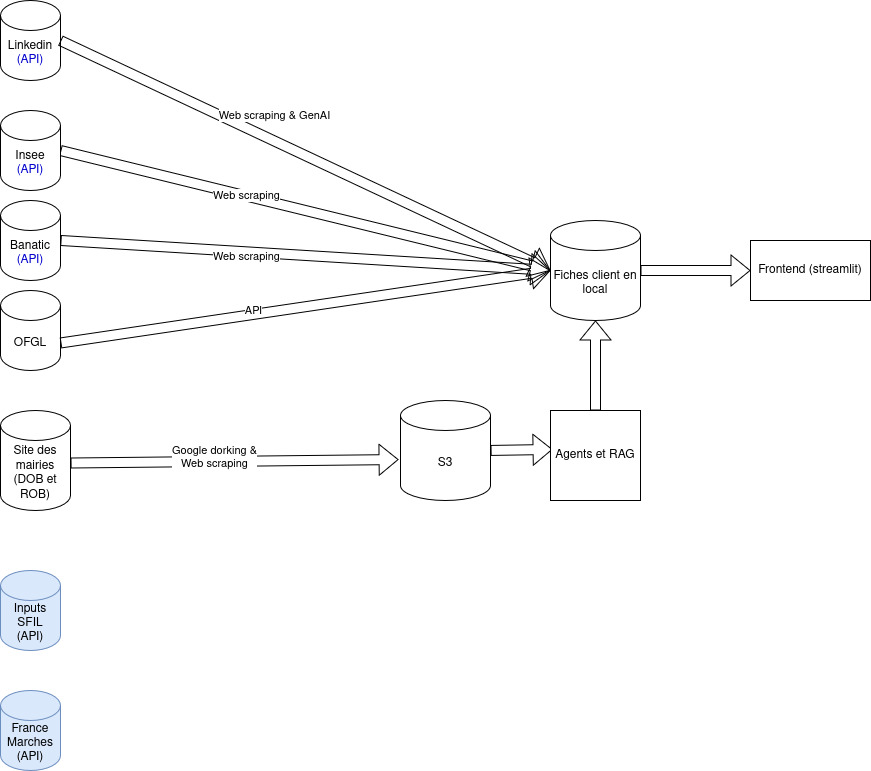 Linkedin
(API)
Web scraping & GenAI
Insee
(API)
Web scraping
Banatic
(API)
Web scraping
Fiches client en
local
Frontend (streamlit)
API
OFGL
Site des
mairies
(DOB et
ROB)
Google dorking &
Web scraping
S3
Agents et RAG
Inputs
SFIL
(API)
France
Marches
(API)